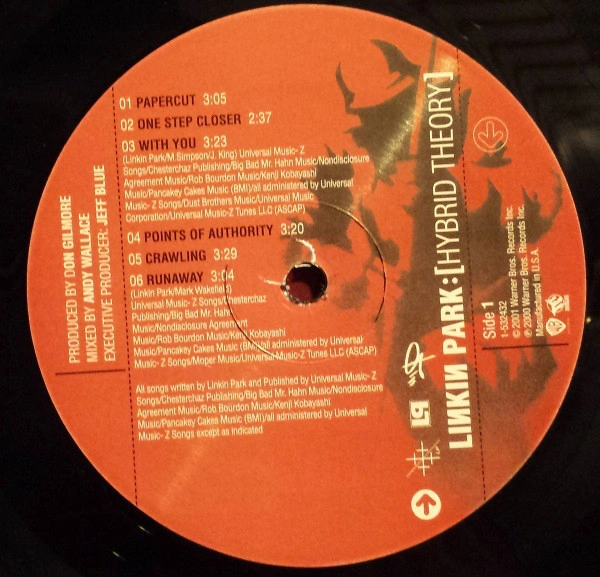 01 PAPERCUT 3:05
02 ONE STEP CLOSER 2:37
03 WITH YOU 3:23
(Linkin Park/M.Simpson/J. King) Universal Music- Z
Songs/Chesterchaz Publishing/Big Bad Mr. Hahn Music/Nondisclosure
Agreement Music/Rob Bourdon Music/Kenji Kobayashi
Music/Pancakey Cakes Music (BMI)/all administered by Universal
Music- Z Songs/Dust Brothers Music/Universal Music
Corporation/Universal Music-Z Tunes LLC (ASCAP)
04 POINTS OF AUTHORITY 3:20
05 CRAWLING 3:29
06 RUNAWAY 3:04
(Linkin Park/Mark Wakefield)
Universal Music- Z Songs/Chesterchaz
Publishing/Big Bad Mr. Hahn
Music/Nondisclosure Agreement
Music/Rob Bourdon Music/Kenji Kobayashi
Music/Pancakey Cakes Music (BMI)/all administered by Universal
Music- Z Songs/Moper Music/Universal Music-Z Tunes LLC (ASCAP)
All songs written by Linkin Park and Published by Universal Music- Z
Songs/Chesterchaz Publishing/Big Bad Mr. Hahn Music/Nondisclosure
Agreement Music/Rob Bourdon Music/Kenji Kobayashi
Music/Pancakey Cakes Music (BMI)/all administered by Universal
Music- Z Songs except as indicated
PRODUCED BY DON GILMORE
MIXED BY ANDY WALLACE
EXECUTIVE PRODUCER: JEFF BLUE
LINKIN PARK:[HYBRID THEORY]
Side 1
1-532432
© 2001 Warner Bros. Records Inc.
℗ 2000 Warner Bros. Records Inc.
Manufactured in U.S.A.